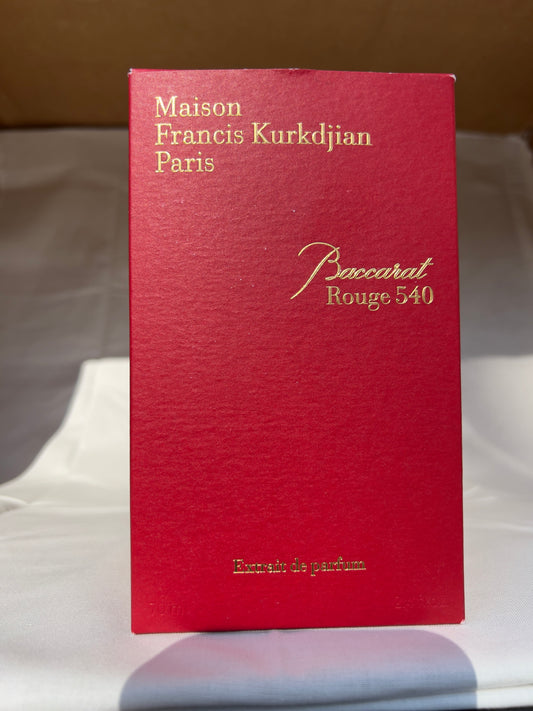 Maison
Francis Kurkdjian
Paris
Baccarat
Rouge 540
Extrait de parfum